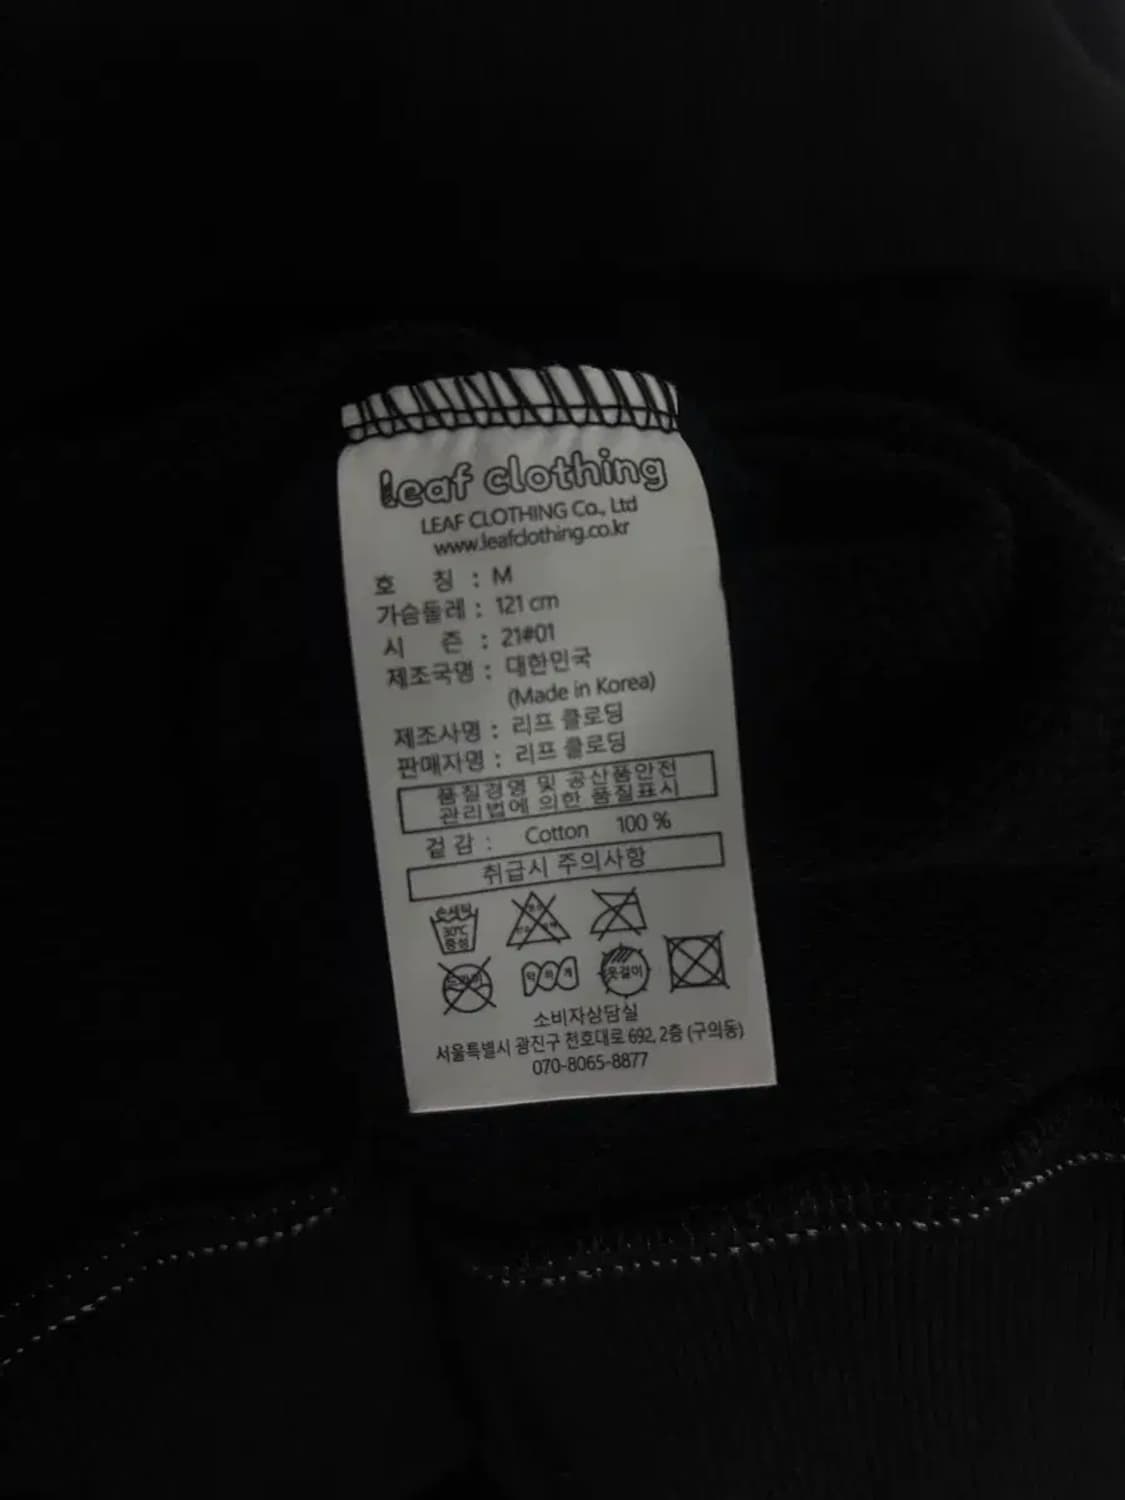 leaf clothing
LEAF CLOTHING Co., Ltd
www.leafclothing.co.kr
호 칭 : M
가슴둘레 : 121 cm
시 즌 : 21#01
제조국명 : 대한민국
(Made in Korea)
제조사명 : 리프 클로딩
판매자명 : 리프 클로딩
품질경영 및 공산품안전
관리법에 의한 품질표시
겉감 : Cotton 100 %
취급시 주의사항
손세탁
30℃
중성
약하게
옷걸이
소비자상담실
서울특별시 광진구 천호대로 692, 2층 (구의동)
070-8065-8877